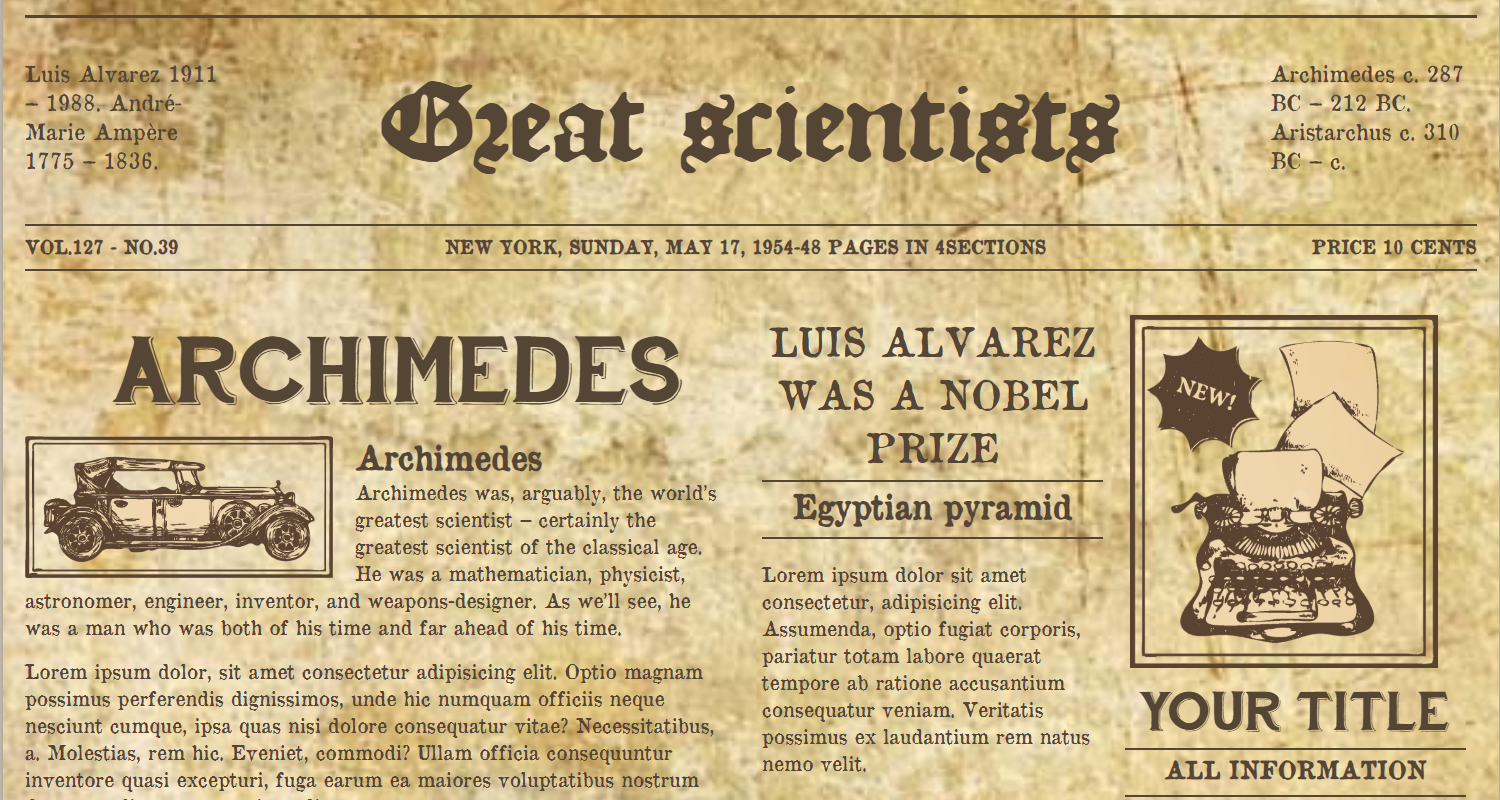 Luis Alvarez 1911
– 1988. André-
Marie Ampère
1775 – 1836.
Great scientists
Archimedes c. 287
BC – 212 BC.
Aristarchus c. 310
BC – c.
VOL.127 - NO.39
NEW YORK, SUNDAY, MAY 17, 1954-48 PAGES IN 4SECTIONS
PRICE 10 CENTS
ARCHIMEDES
Archimedes
Archimedes was, arguably, the world's
greatest scientist – certainly the
greatest scientist of the classical age.
He was a mathematician, physicist,
astronomer, engineer, inventor, and weapons-designer. As we'll see, he
was a man who was both of his time and far ahead of his time.
Lorem ipsum dolor, sit amet consectetur adipisicing elit. Optio magnam
possimus perferendis dignissimos, unde hic numquam officiis neque
nesciunt cumque, ipsa quas nisi dolore consequatur vitae? Necessitatibus,
a. Molestias, rem hic. Eveniet, commodi? Ullam officia consequuntur
inventore quasi excepturi, fuga earum ea maiores voluptatibus nostrum
LUIS ALVAREZ
WAS A NOBEL
PRIZE
Egyptian pyramid
Lorem ipsum dolor sit amet
consectetur, adipisicing elit.
Assumenda, optio fugiat corporis,
pariatur totam labore quaerat
tempore ab ratione accusantium
consequatur veniam. Veritatis
possimus ex laudantium rem natus
nemo velit.
NEW!
YOUR TITLE
ALL INFORMATION